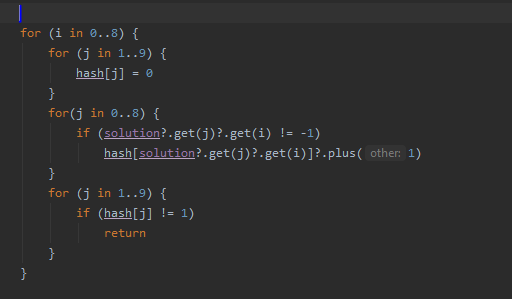 for (i in 0..8) {
    for (j in 1..9) {
        hash[j] = 0
    }
    for(j in 0..8) {
        if (solution?.get(j)?.get(i) != -1)
            hash[solution?.get(j)?.get(i)]?.plus( other: 1)
    }
    for (j in 1..9) {
        if (hash[j] != 1)
            return
    }
}